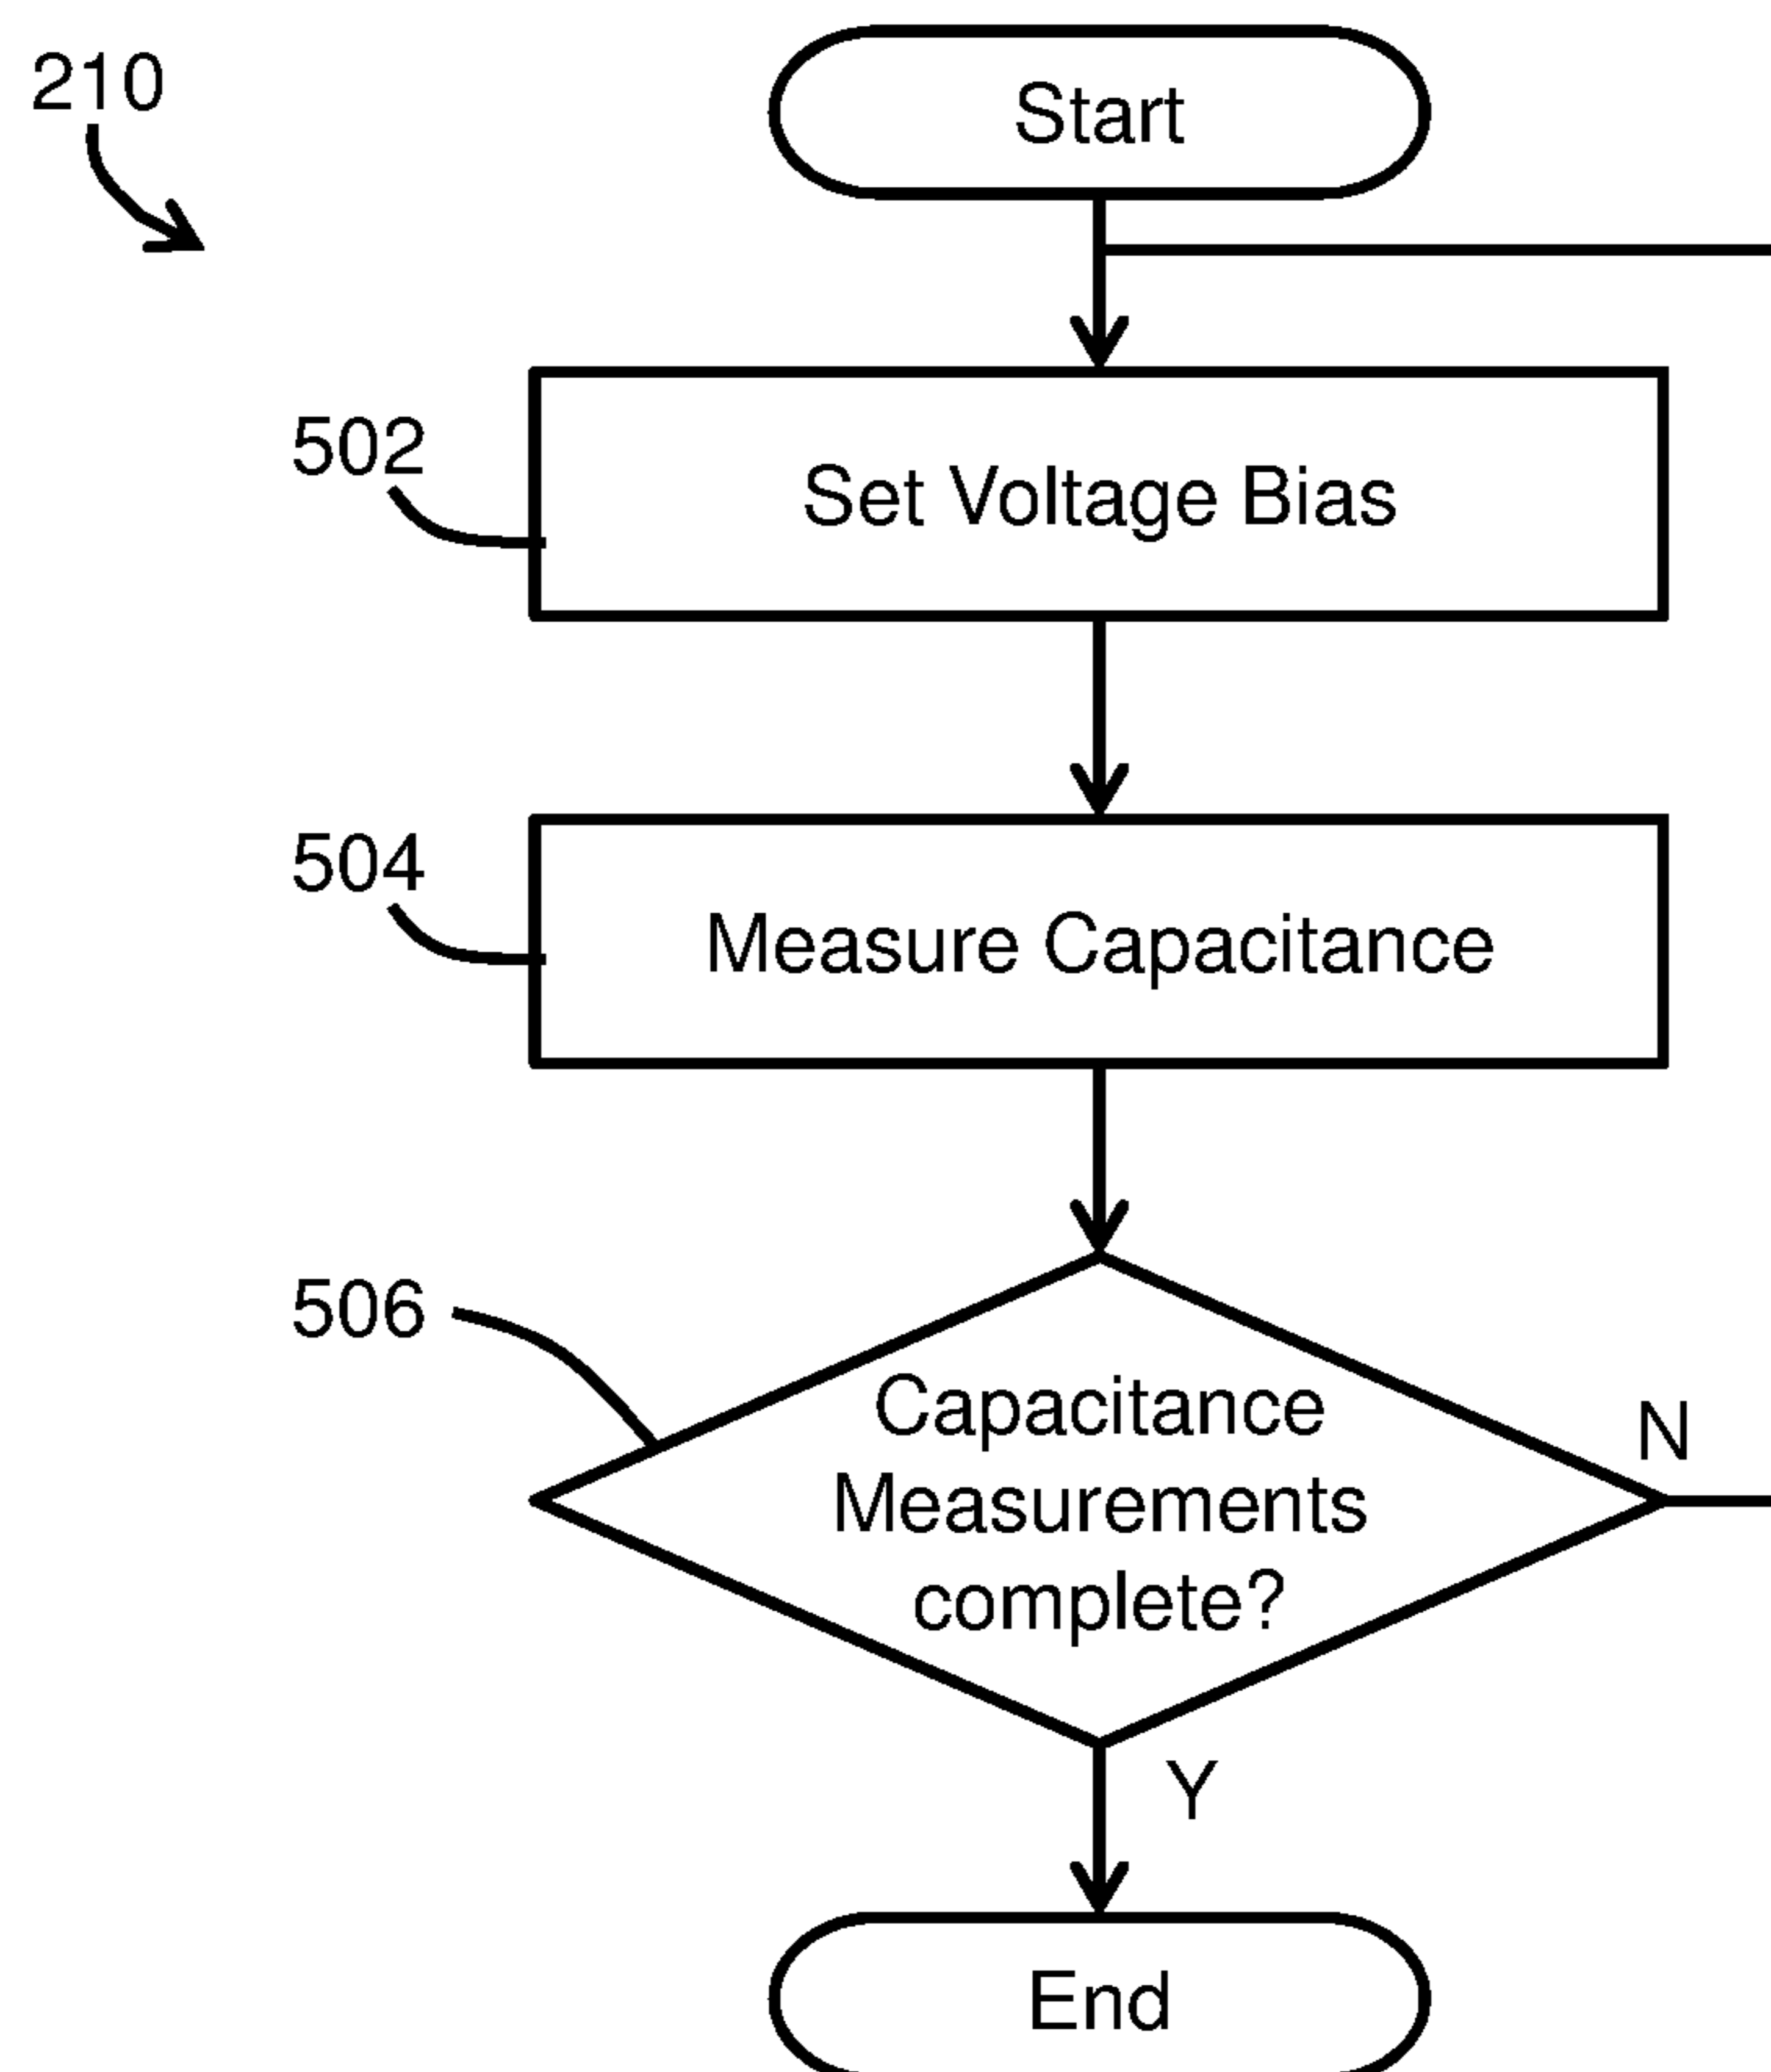 210
Start
502
Set Voltage Bias
504
Measure Capacitance
506
Capacitance
Measurements
complete?
N
Y
End